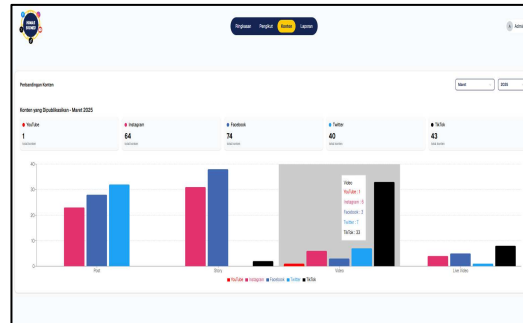 Ringkasan Pengikut Konten Laporan
Perbandingan Konten
Maret 2025
Konten yang Dipublikasikan - Maret 2025
YouTube Instagram Facebook Twitter TikTok
1 64 74 40 43
40
30
20
10
0
Video
YouTube : 1
Instagram : 6
Facebook : 3
Twitter : 7
TikTok : 33
Post Story Video Live Video
YouTube Instagram Facebook Twitter TikTok